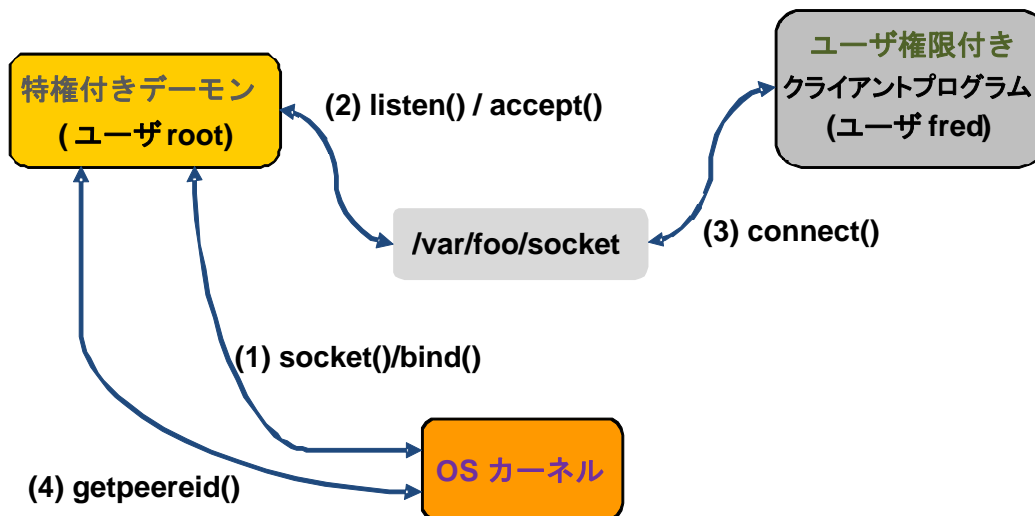 特権付きデーモン
( ユーザ root)
(2) listen() / accept()
ユーザ権限付き
クライアントプログラム
(ユーザ fred)
/var/foo/socket
(3) connect()
(1) socket()/bind()
OS カーネル
(4) getpeereid()